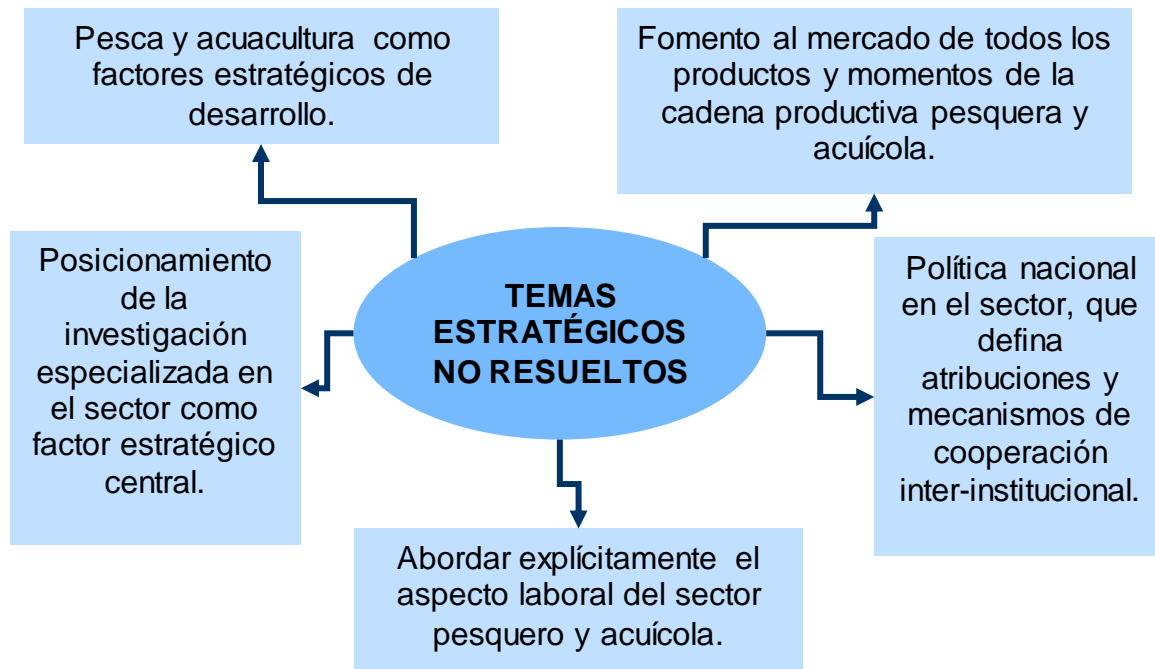 Pesca y acuacultura como
factores estratégicos de
desarrollo.
Fomento al mercado de todos los
productos y momentos de la
cadena productiva pesquera y
acuícola.
Posicionamiento
de la
investigación
especializada en
el sector como
factor estratégico
central.
TEMAS
ESTRATÉGICOS
NO RESUELTOS
Política nacional
en el sector, que
defina
atribuciones y
mecanismos de
cooperación
inter-institucional.
Abordar explícitamente el
aspecto laboral del sector
pesquero y acuícola.